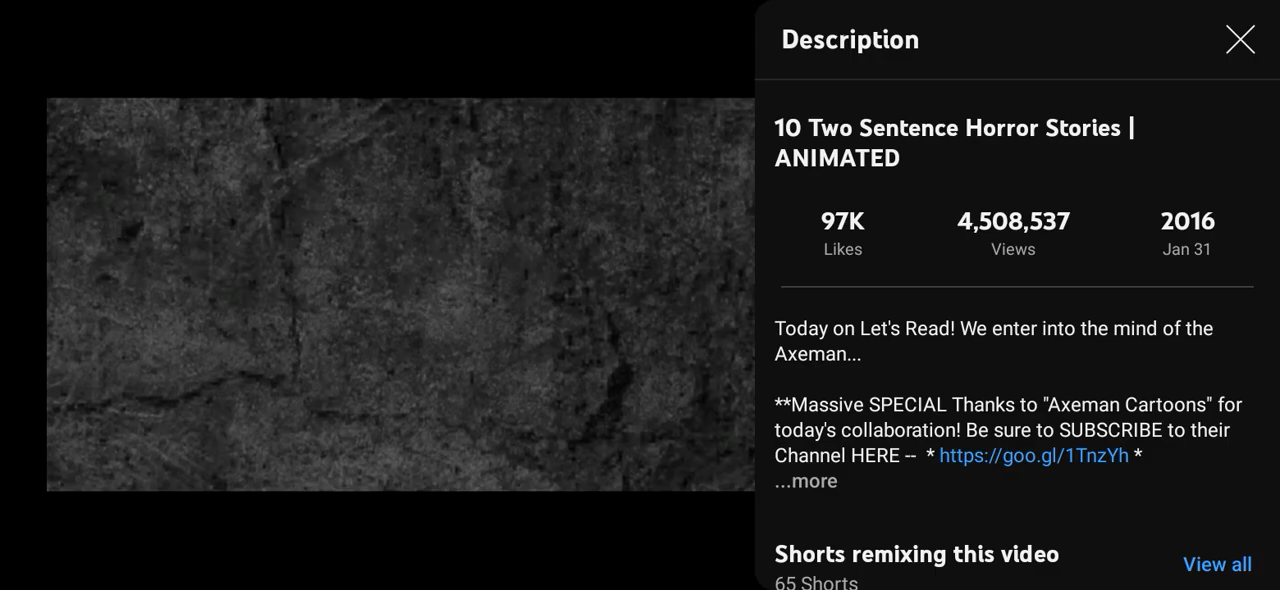 Description
10 Two Sentence Horror Stories |
ANIMATED
97K
Likes
4,508,537
Views
2016
Jan 31
Today on Let's Read! We enter into the mind of the
Axeman...
**Massive SPECIAL Thanks to "Axeman Cartoons" for
today's collaboration! Be sure to SUBSCRIBE to their
Channel HERE -- * https://goo.gl/1TnzYh *
...more
Shorts remixing this video
View all
65 Shorts